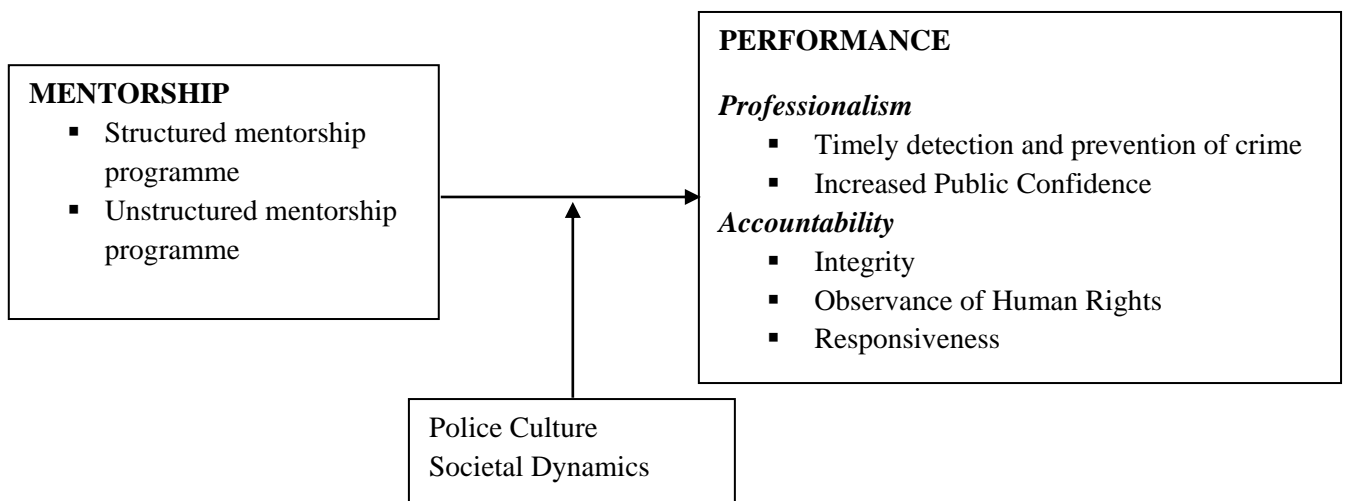 MENTORSHIP
▪ Structured mentorship
programme
▪ Unstructured mentorship
programme
PERFORMANCE
Professionalism
▪ Timely detection and prevention of crime
▪ Increased Public Confidence
Accountability
▪ Integrity
▪ Observance of Human Rights
▪ Responsiveness
Police Culture
Societal Dynamics